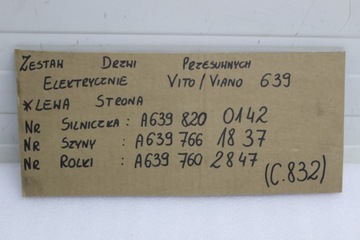 Zestaw Drzwi Przesuwnych
Elektrycznie Vito/Viano 639
*Lewa Strona
Nr Silniczka : A639 820 0142
Nr Szyny : A639 766 18 37
Nr Rolki : A639 760 28 47
(C.832)